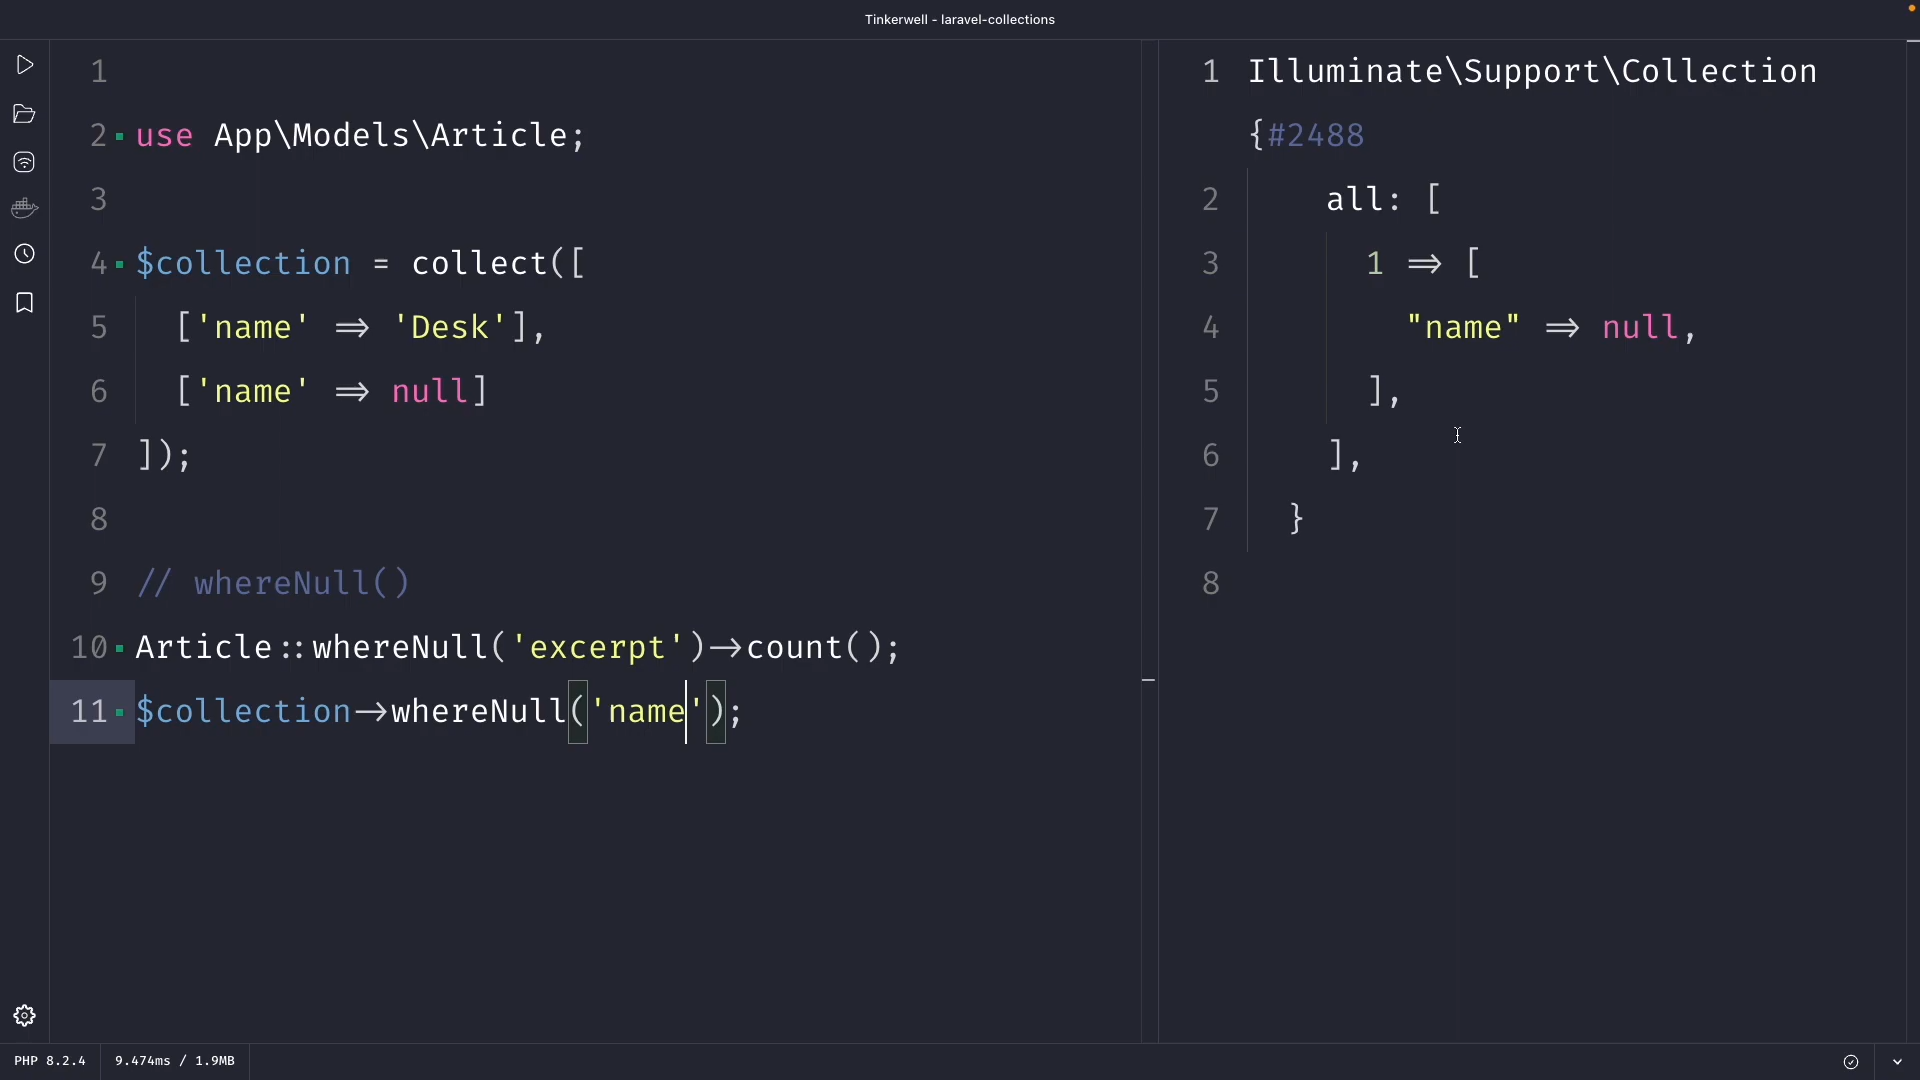 Tinkerwell - laravel-collections
1
2 use App\Models\Article;
3
4 $collection = collect([
5 ['name' => 'Desk'],
6 ['name' => null]
7 ]);
8
9 // whereNull()
10 Article::whereNull('excerpt')->count();
11 $collection->whereNull('name');
1 Illuminate\Support\Collection
{#2488
2 all: [
3 1 => [
4 "name" => null,
5 ],
6 ],
7 }
8
PHP 8.2.4 9.474ms / 1.9MB